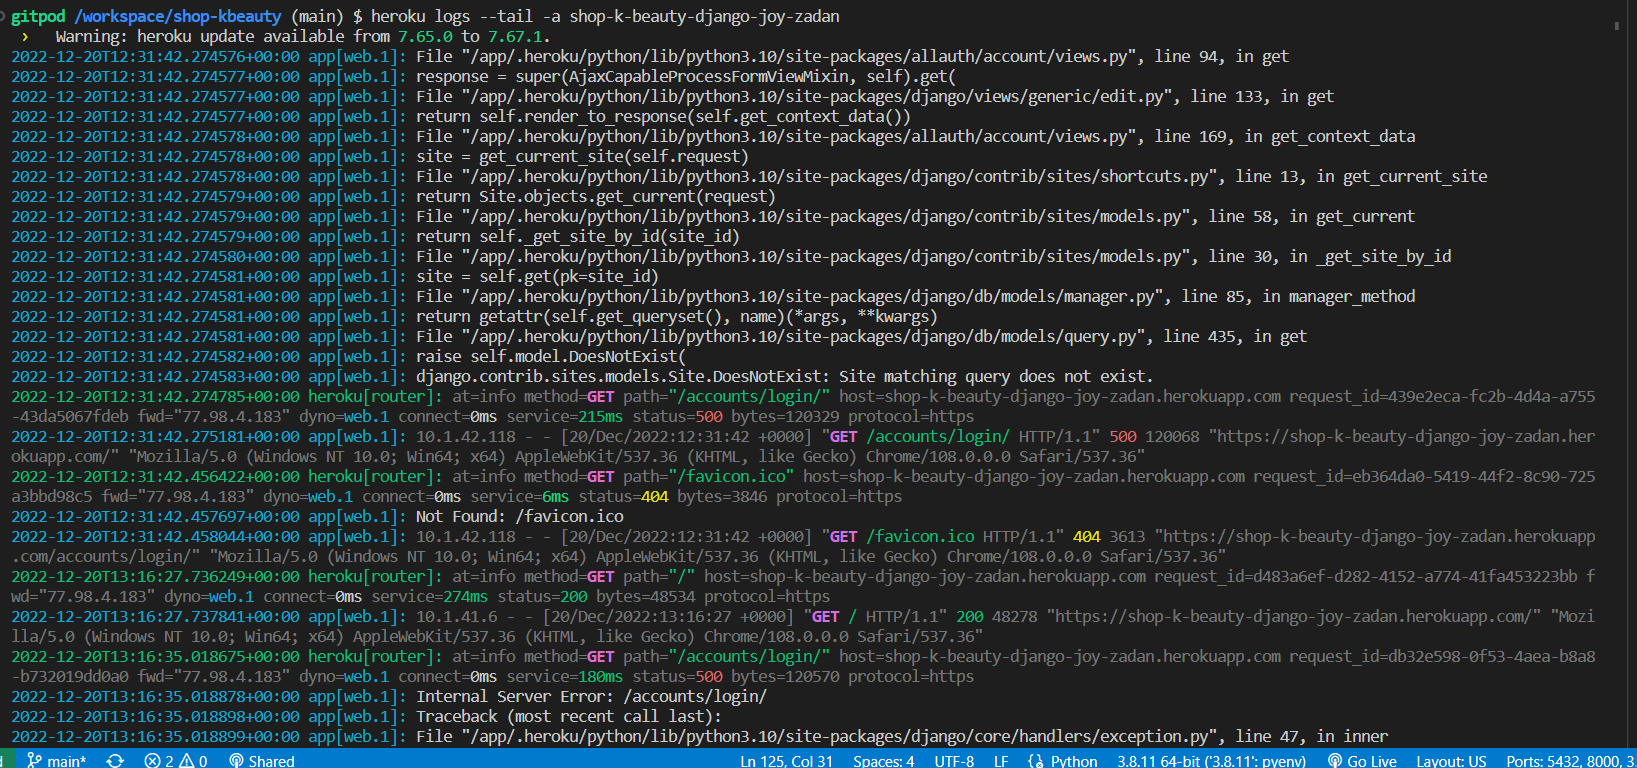 gitpod /workspace/shop-kbeauty (main) $ heroku logs --tail -a shop-k-beauty-django-joy-zadan
›   Warning: heroku update available from 7.65.0 to 7.67.1.
2022-12-20T12:31:42.274576+00:00 app[web.1]: File "/app/.heroku/python/lib/python3.10/site-packages/allauth/account/views.py", line 94, in get
2022-12-20T12:31:42.274577+00:00 app[web.1]: response = super(AjaxCapableProcessFormViewMixin, self).get(
2022-12-20T12:31:42.274577+00:00 app[web.1]: File "/app/.heroku/python/lib/python3.10/site-packages/django/views/generic/edit.py", line 133, in get
2022-12-20T12:31:42.274577+00:00 app[web.1]: return self.render_to_response(self.get_context_data())
2022-12-20T12:31:42.274578+00:00 app[web.1]: File "/app/.heroku/python/lib/python3.10/site-packages/allauth/account/views.py", line 169, in get_context_data
2022-12-20T12:31:42.274578+00:00 app[web.1]: site = get_current_site(self.request)
2022-12-20T12:31:42.274578+00:00 app[web.1]: File "/app/.heroku/python/lib/python3.10/site-packages/django/contrib/sites/shortcuts.py", line 13, in get_current_site
2022-12-20T12:31:42.274579+00:00 app[web.1]: return Site.objects.get_current(request)
2022-12-20T12:31:42.274579+00:00 app[web.1]: File "/app/.heroku/python/lib/python3.10/site-packages/django/contrib/sites/models.py", line 58, in get_current
2022-12-20T12:31:42.274579+00:00 app[web.1]: return self._get_site_by_id(site_id)
2022-12-20T12:31:42.274580+00:00 app[web.1]: File "/app/.heroku/python/lib/python3.10/site-packages/django/contrib/sites/models.py", line 30, in _get_site_by_id
2022-12-20T12:31:42.274581+00:00 app[web.1]: site = self.get(pk=site_id)
2022-12-20T12:31:42.274581+00:00 app[web.1]: File "/app/.heroku/python/lib/python3.10/site-packages/django/db/models/manager.py", line 85, in manager_method
2022-12-20T12:31:42.274581+00:00 app[web.1]: return getattr(self.get_queryset(), name)(*args, **kwargs)
2022-12-20T12:31:42.274582+00:00 app[web.1]: File "/app/.heroku/python/lib/python3.10/site-packages/django/db/models/query.py", line 435, in get
2022-12-20T12:31:42.274582+00:00 app[web.1]: raise self.model.DoesNotExist(
2022-12-20T12:31:42.274583+00:00 app[web.1]: django.contrib.sites.models.Site.DoesNotExist: Site matching query does not exist.
2022-12-20T12:31:42.274785+00:00 heroku[router]: at=info method=GET path="/accounts/login/" host=shop-k-beauty-django-joy-zadan.herokuapp.com request_id=439e2eca-fc2b-4d4a-a755
-43da5067fdeb fwd="77.98.4.183" dyno=web.1 connect=0ms service=215ms status=500 bytes=120329 protocol=https
2022-12-20T12:31:42.275181+00:00 app[web.1]: 10.1.42.118 - - [20/Dec/2022:12:31:42 +0000] "GET /accounts/login/ HTTP/1.1" 500 120068 "https://shop-k-beauty-django-joy-zadan.her
okuapp.com/" "Mozilla/5.0 (Windows NT 10.0; Win64; x64) AppleWebKit/537.36 (KHTML, like Gecko) Chrome/108.0.0.0 Safari/537.36"
2022-12-20T12:31:42.456422+00:00 heroku[router]: at=info method=GET path="/favicon.ico" host=shop-k-beauty-django-joy-zadan.herokuapp.com request_id=eb364da0-5419-44f2-8c90-725
a3bbd98c5 fwd="77.98.4.183" dyno=web.1 connect=0ms service=6ms status=404 bytes=3846 protocol=https
2022-12-20T12:31:42.457697+00:00 app[web.1]: Not Found: /favicon.ico
2022-12-20T12:31:42.458044+00:00 app[web.1]: 10.1.42.118 - - [20/Dec/2022:12:31:42 +0000] "GET /favicon.ico HTTP/1.1" 404 3613 "https://shop-k-beauty-django-joy-zadan.herokuapp
.com/accounts/login/" "Mozilla/5.0 (Windows NT 10.0; Win64; x64) AppleWebKit/537.36 (KHTML, like Gecko) Chrome/108.0.0.0 Safari/537.36"
2022-12-20T13:16:27.736249+00:00 heroku[router]: at=info method=GET path="/" host=shop-k-beauty-django-joy-zadan.herokuapp.com request_id=d483a6ef-d282-4152-a774-41fa453223bb f
wd="77.98.4.183" dyno=web.1 connect=0ms service=274ms status=200 bytes=48534 protocol=https
2022-12-20T13:16:27.737841+00:00 app[web.1]: 10.1.41.6 - - [20/Dec/2022:13:16:27 +0000] "GET / HTTP/1.1" 200 48278 "https://shop-k-beauty-django-joy-zadan.herokuapp.com/" "Mozi
lla/5.0 (Windows NT 10.0; Win64; x64) AppleWebKit/537.36 (KHTML, like Gecko) Chrome/108.0.0.0 Safari/537.36"
2022-12-20T13:16:35.018675+00:00 heroku[router]: at=info method=GET path="/accounts/login/" host=shop-k-beauty-django-joy-zadan.herokuapp.com request_id=db32e598-0f53-4aea-b8a8
-b732019dd0a0 fwd="77.98.4.183" dyno=web.1 connect=0ms service=180ms status=500 bytes=120570 protocol=https
2022-12-20T13:16:35.018878+00:00 app[web.1]: Internal Server Error: /accounts/login/
2022-12-20T13:16:35.018898+00:00 app[web.1]: Traceback (most recent call last):
2022-12-20T13:16:35.018899+00:00 app[web.1]: File "/app/.heroku/python/lib/python3.10/site-packages/django/core/handlers/exception.py", line 47, in inner
main* 2 0 Shared Ln 125, Col 31 Spaces: 4 UTF-8 LF Python 3.8.11 64-bit ('3.8.11': pyenv) Go Live Layout: US Ports: 5432, 8000, 3